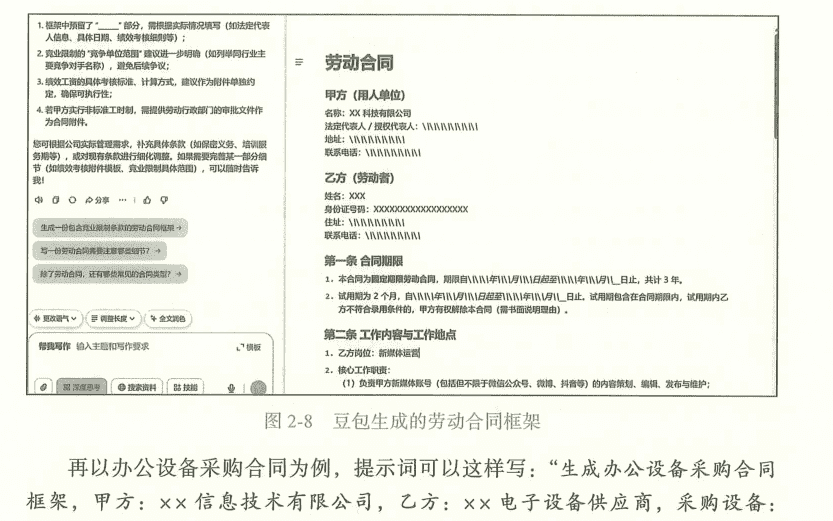 1. 框架中预留了 "_____" 部分，需根据实际情况填写（如法定代表
人信息、具体日期、绩效考核细则等）；
2. 竞业限制的 "竞争单位范围" 建议进一步明确（如列举同行业主
要竞争对手名称），避免后续争议；
3. 绩效工资的具体考核标准、计算方式，建议作为附件单独约
定，确保可执行性；
4. 若甲方实行非标准工时制，需提供劳动行政部门的审批文件作
为合同附件。
您可根据公司实际管理需求，补充具体条款（如保密义务、培训服
务期等），或对现有条款进行细化调整。如果需要完善某一部分细
节（如绩效考核附件模板、竞业限制具体范围），可以随时告诉
我！
分享
生成一份包含竞业限制条款的劳动合同框架 →
写一份劳动合同需要注意哪些细节？ →
除了劳动合同，还有哪些常见的合同类型？ →
更改语气
调整长度
全文润色
帮我写作 输入主题和写作要求
模板
深度思考
搜索资料
技能
劳动合同
甲方（用人单位）
名称：XX 科技有限公司
法定代表人 / 授权代表人：\_\_\_\_\_\_\_\_
地址：\_\_\_\_\_\_\_\_
联系电话：\_\_\_\_\_\_\_\_
乙方（劳动者）
姓名：XXX
身份证号码：XXXXXXXXXXXXXXXXXX
住址：\_\_\_\_\_\_\_\_
联系电话：\_\_\_\_\_\_\_\_
第一条 合同期限
1. 本合同为固定期限劳动合同，期限自\_\_\_\_年\_\_月\_\_日起至\_\_\_\_年\_\_月\_\_日止，共计 3 年。
2. 试用期为 2 个月，自\_\_\_\_年\_\_月\_\_日起至\_\_\_\_年\_\_月\_\_日止。试用期包含在合同期限内，试用期内乙
方不符合录用条件的，甲方有权解除本合同（需书面说明理由）。
第二条 工作内容与工作地点
1. 乙方岗位：新媒体运营
2. 核心工作职责：
（1）负责甲方新媒体账号（包括但不限于微信公众号、微博、抖音等）的内容策划、编辑、发布与维护；
图 2-8 豆包生成的劳动合同框架
再以办公设备采购合同为例，提示词可以这样写：“生成办公设备采购合同
框架，甲方：×× 信息技术有限公司，乙方：×× 电子设备供应商，采购设备：